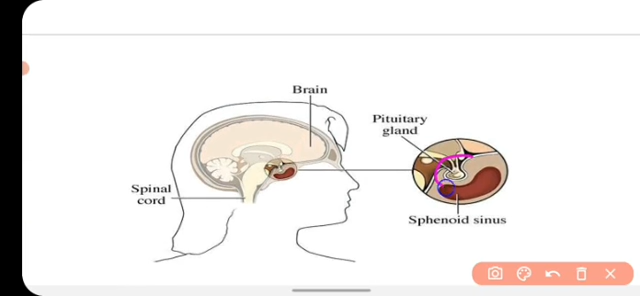 Brain
Pituitary
gland
Spinal
cord
Sphenoid sinus